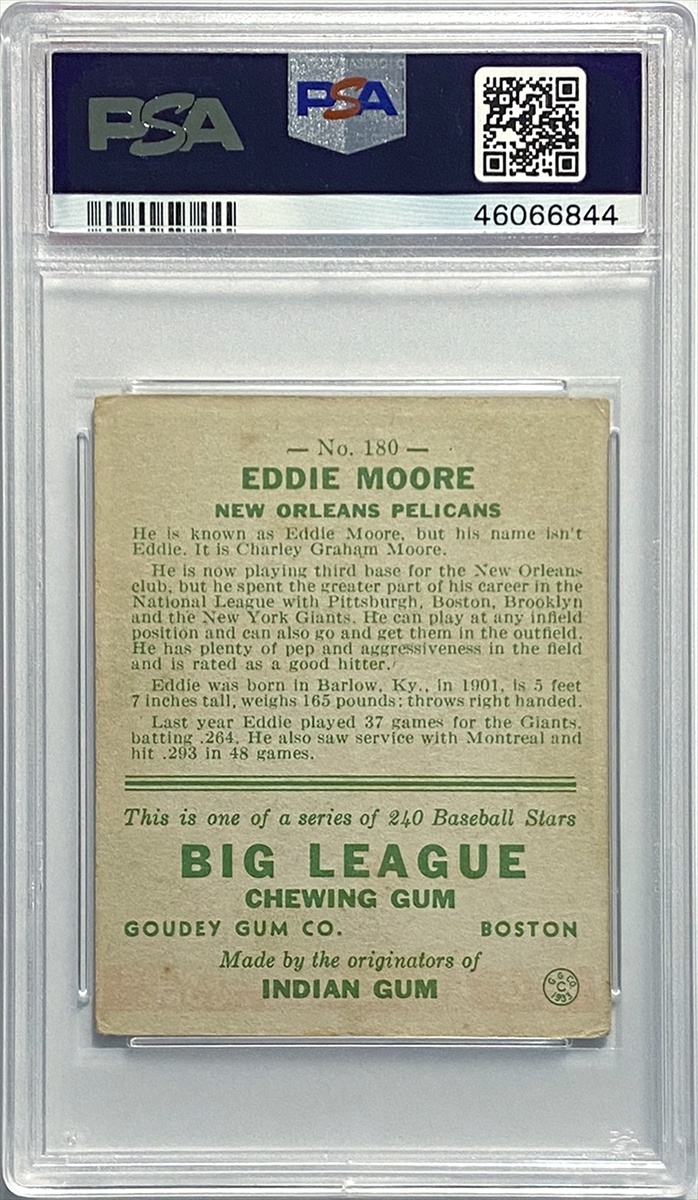 PSA
PSA
46066844
— No. 180 —
EDDIE MOORE
NEW ORLEANS PELICANS
He is known as Eddie Moore, but his name isn't
Eddie. It is Charley Graham Moore.
He is now playing third base for the New Orleans
club, but he spent the greater part of his career in the
National League with Pittsburgh, Boston, Brooklyn
and the New York Giants. He can play at any infield
position and can also go and get them in the outfield.
He has plenty of pep and aggressiveness in the field
and is rated as a good hitter.
Eddie was born in Barlow, Ky., in 1901, is 5 feet
7 inches tall, weighs 165 pounds; throws right handed.
Last year Eddie played 37 games for the Giants,
batting .264. He also saw service with Montreal and
hit .293 in 48 games.
This is one of a series of 240 Baseball Stars
BIG LEAGUE
CHEWING GUM
GOUDEY GUM CO. BOSTON
Made by the originators of
INDIAN GUM
G G CO
C
1933